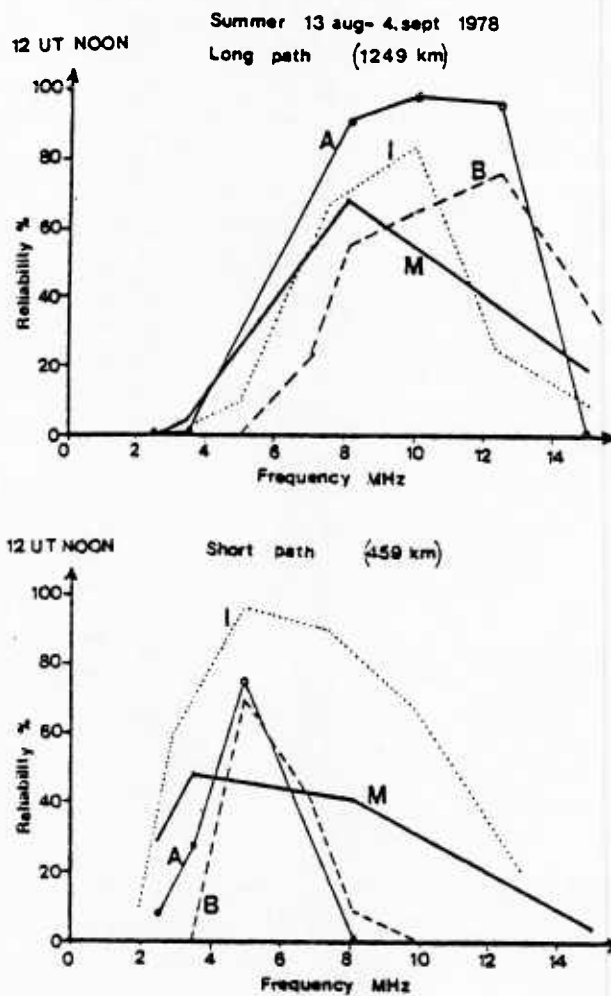 Summer 13 aug- 4. sept 1978
12 UT NOON
Long path (1249 km)
100
80
60
40
20
0
Reliability %
A
I
B
M
0 2 4 6 8 10 12 14
Frequency MHz
12 UT NOON Short path (459 km)
100
80
60
40
20
0
Reliability %
I
M
A
B
0 2 4 6 8 10 12 14
Frequency MHz